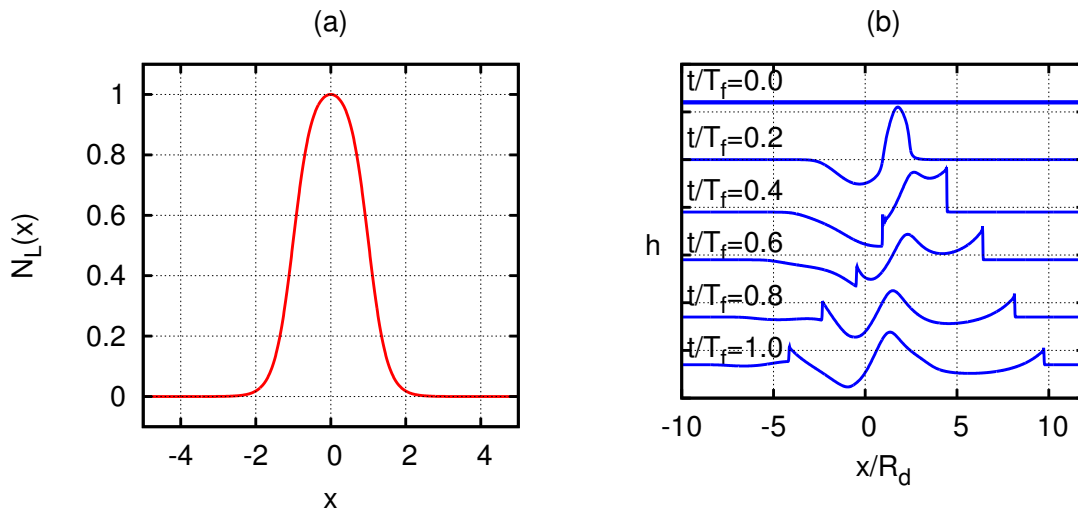 (a)
N_L(x)
1
0.8
0.6
0.4
0.2
0
-4 -2 0 2 4
x
(b)
h
t/T_f=0.0
t/T_f=0.2
t/T_f=0.4
t/T_f=0.6
t/T_f=0.8
t/T_f=1.0
-10 -5 0 5 10
x/R_d